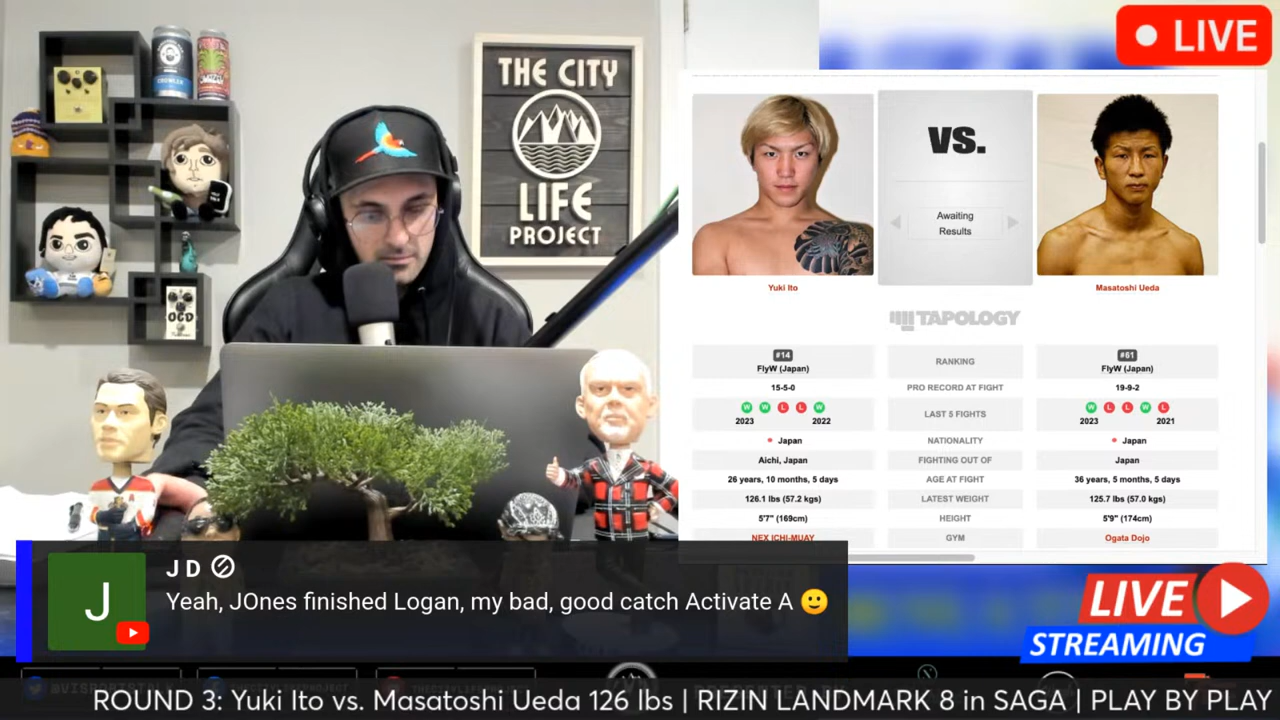 LIVE
THE CITY
LIFE
PROJECT
OCD
VS.
Awaiting
Results
Yuki Ito
Masatoshi Ueda
TAPOLOGY
#14
FlyW (Japan)
RANKING
#61
FlyW (Japan)
15-5-0
PRO RECORD AT FIGHT
19-9-2
W W L L W
2023 2022
LAST 5 FIGHTS
W L L W L
2023 2021
Japan
NATIONALITY
Japan
Aichi, Japan
FIGHTING OUT OF
Japan
26 years, 10 months, 5 days
AGE AT FIGHT
36 years, 5 months, 5 days
126.1 lbs (57.2 kgs)
LATEST WEIGHT
125.7 lbs (57.0 kgs)
5'7" (169cm)
HEIGHT
5'9" (174cm)
NEX ICHI-MUAY
GYM
Ogata Dojo
J
J D
Yeah, JOnes finished Logan, my bad, good catch Activate A 🙂
LIVE
STREAMING
ROUND 3: Yuki Ito vs. Masatoshi Ueda 126 lbs | RIZIN LANDMARK 8 in SAGA | PLAY BY PLAY